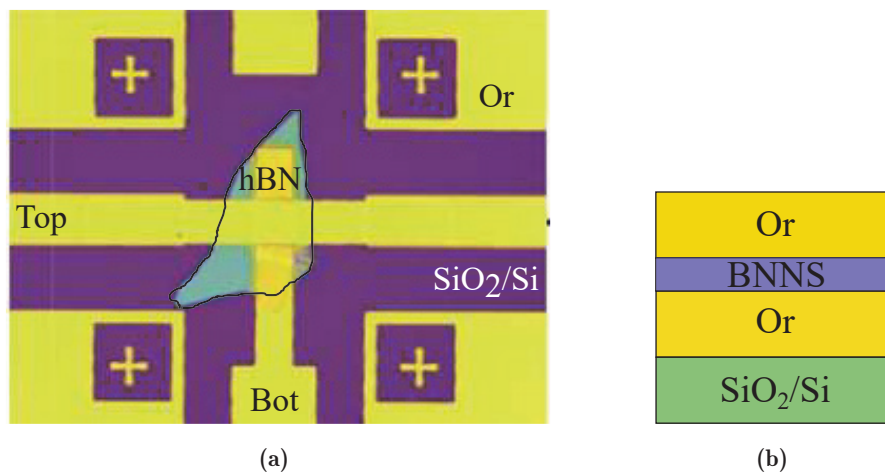 Or
hBN
Top
SiO₂/Si
Bot
(a)
Or
BNNS
Or
SiO₂/Si
(b)